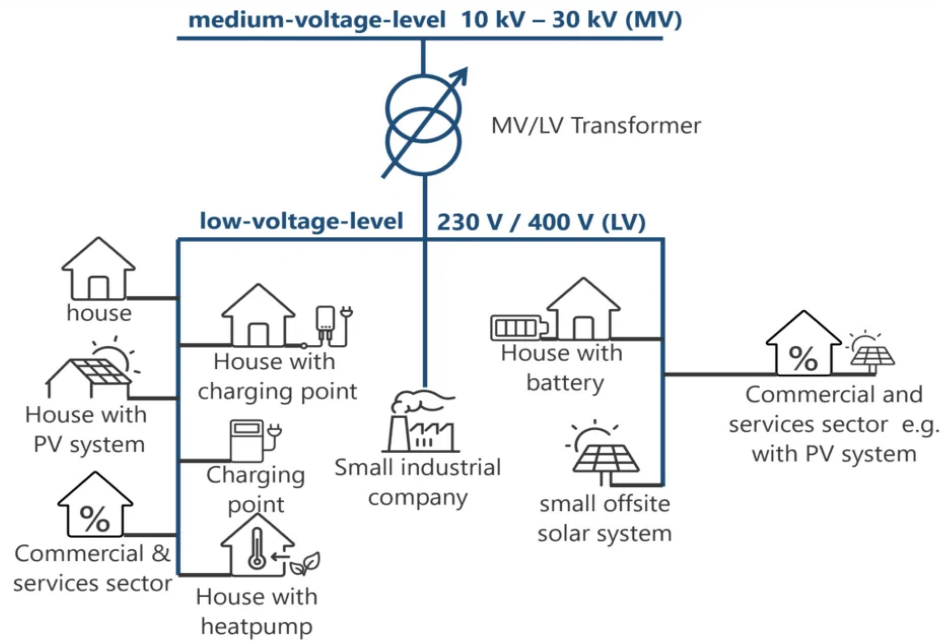 medium-voltage-level 10 kV – 30 kV (MV)
MV/LV Transformer
low-voltage-level 230 V / 400 V (LV)
house
House with
charging point
House with
PV system
Charging
point
%
Commercial &
services sector
House with
heatpump
Small industrial
company
House with
battery
small offsite
solar system
%
Commercial and
services sector e.g.
with PV system